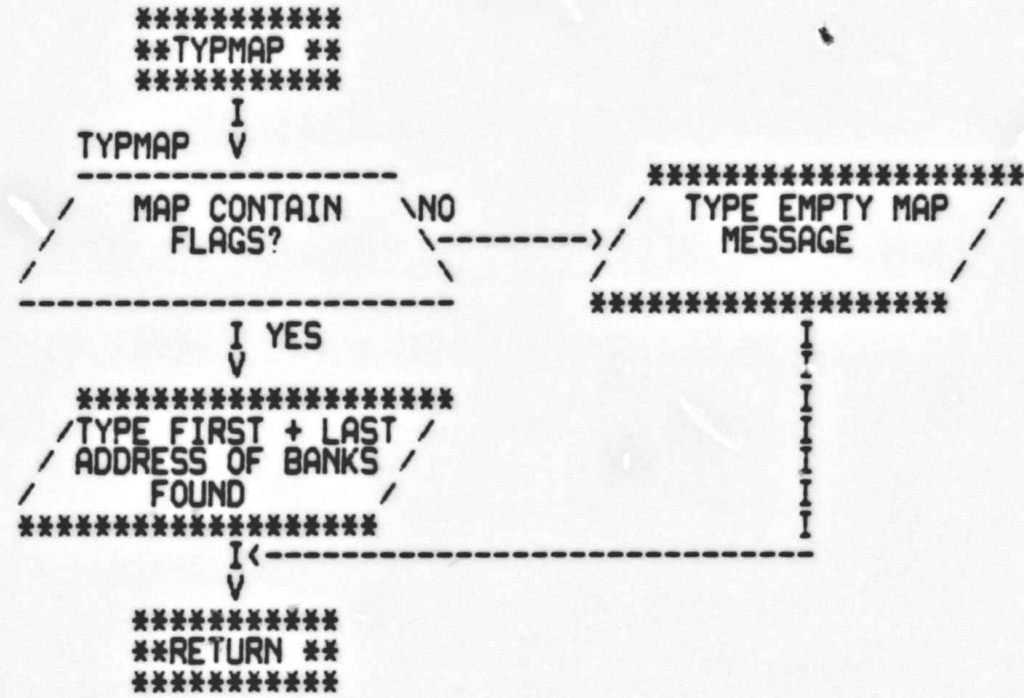 **TYPMAP **
TYPMAP
MAP CONTAIN
FLAGS?
NO
TYPE EMPTY MAP
MESSAGE
YES
TYPE FIRST + LAST
ADDRESS OF BANKS
FOUND
**RETURN **